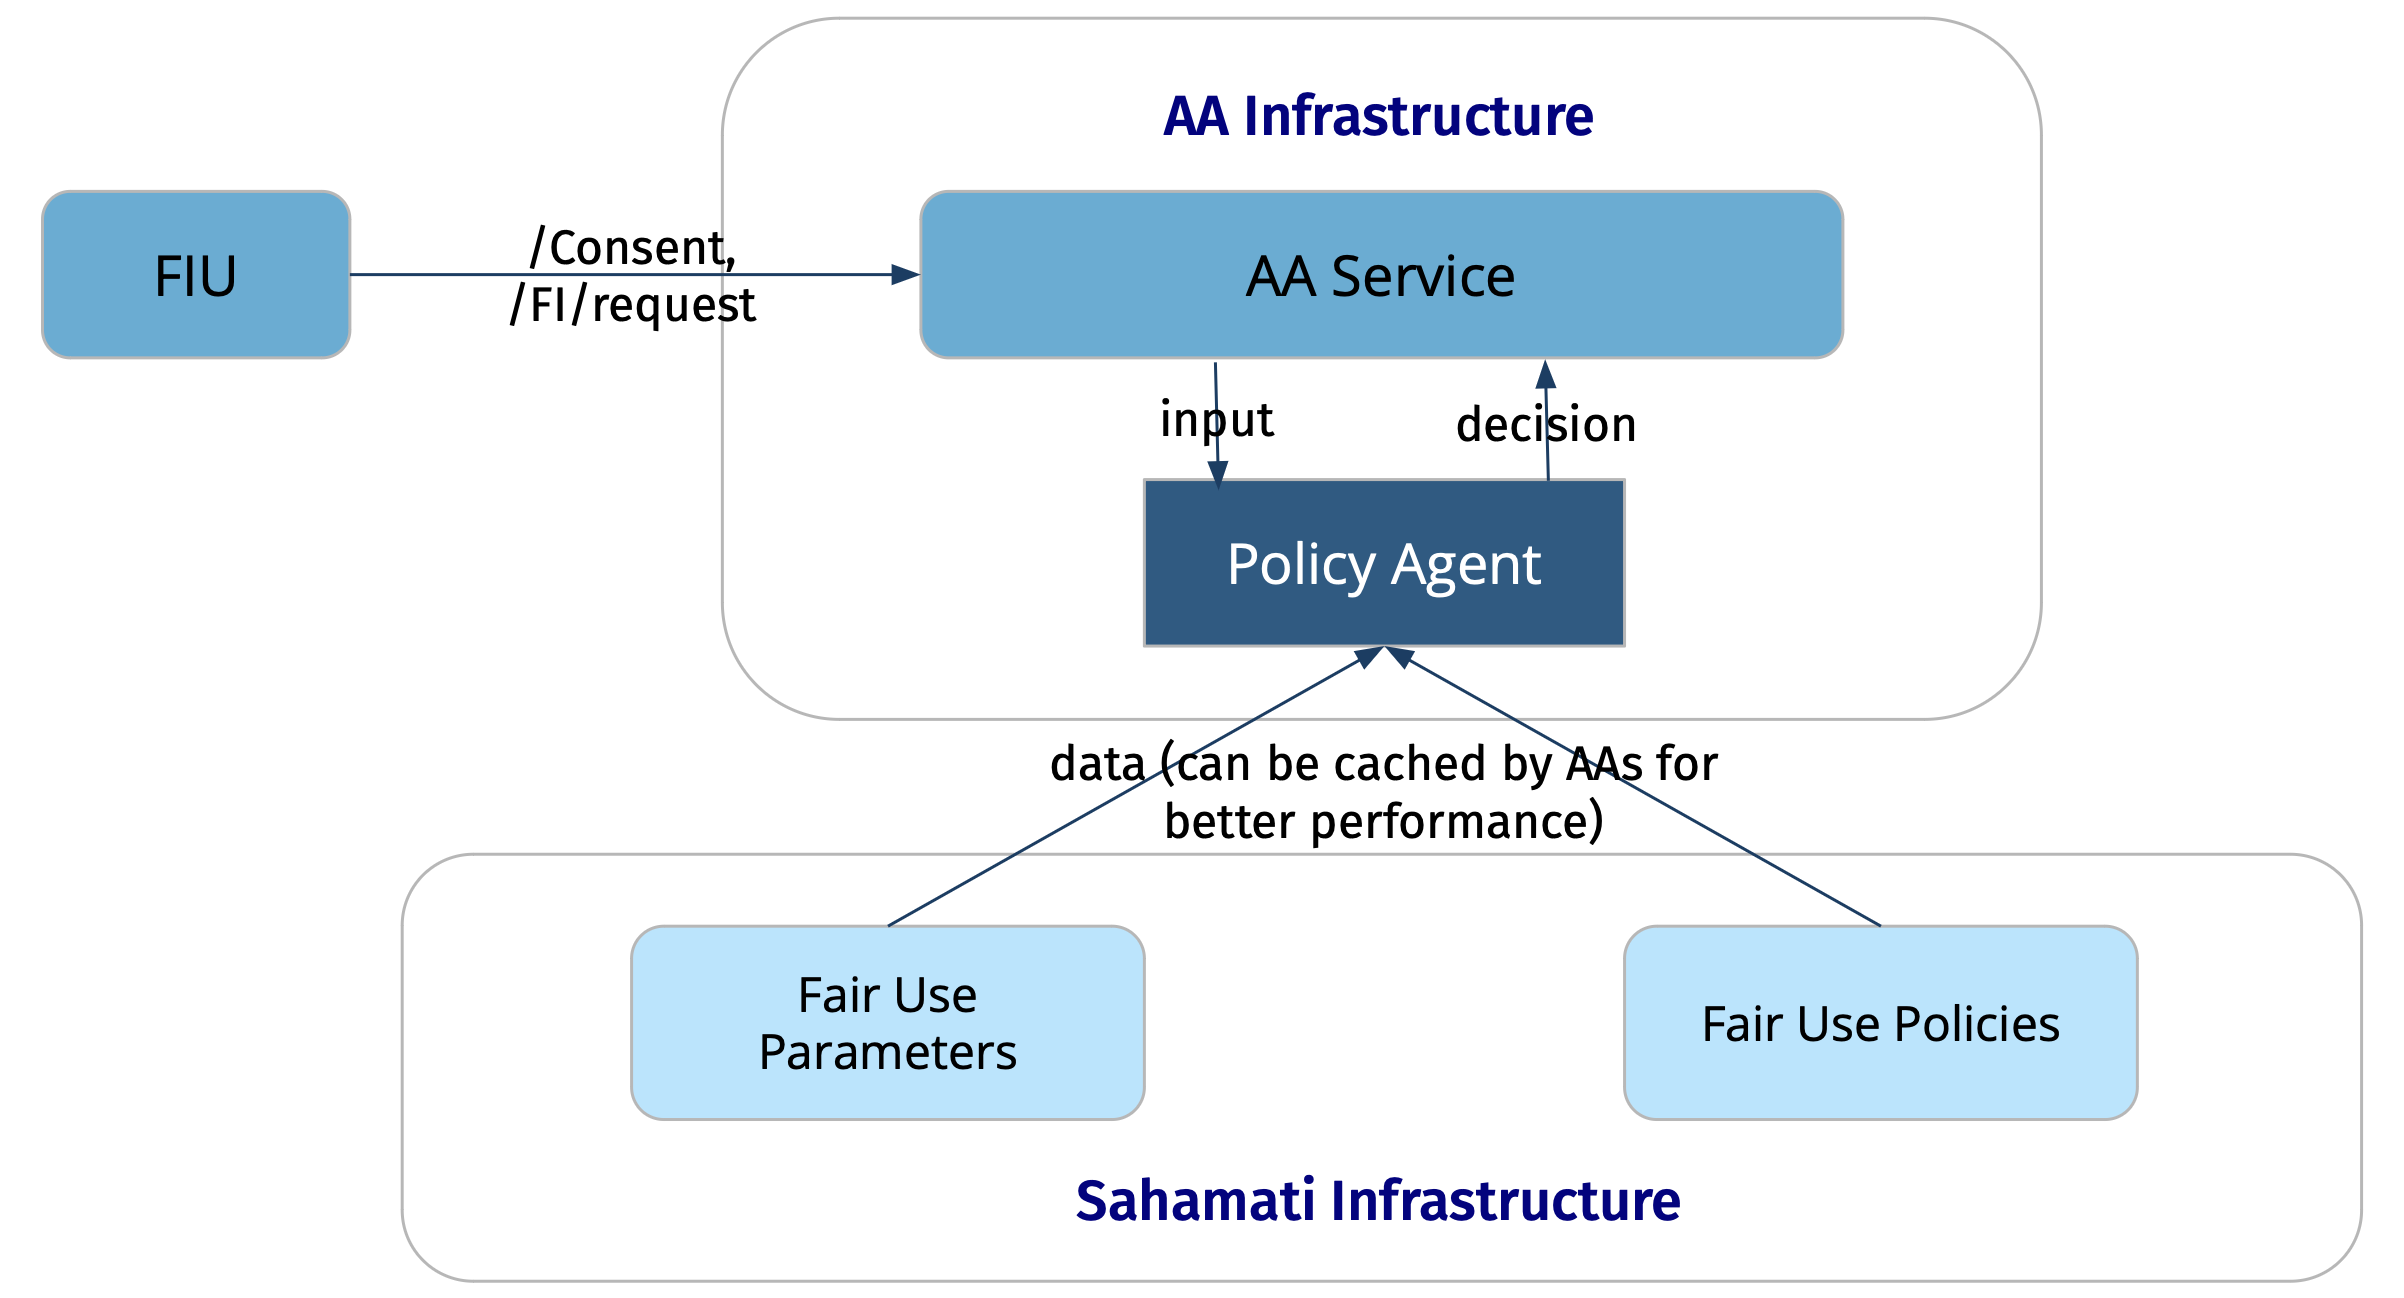 AA Infrastructure
FIU
/Consent,
/FI/request
AA Service
input
decision
Policy Agent
data (can be cached by AAs for
better performance)
Fair Use
Parameters
Fair Use Policies
Sahamati Infrastructure